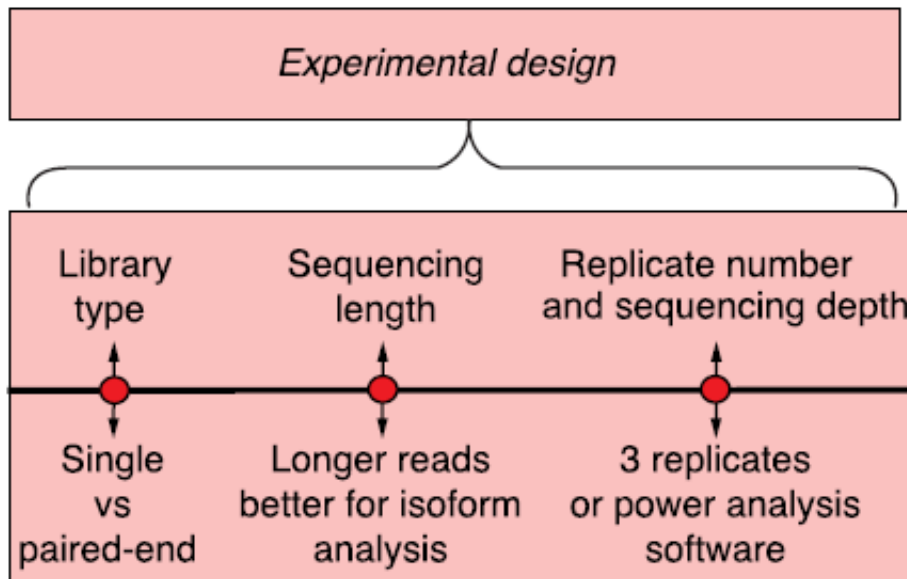 Experimental design
Library
type
Sequencing
length
Replicate number
and sequencing depth
Single
vs
paired-end
Longer reads
better for isoform
analysis
3 replicates
or power analysis
software